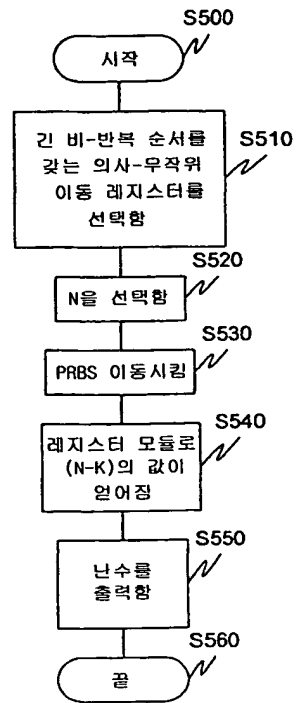 S500
시작
긴 비-반복 순서를
갖는 의사-무작위
이동 레지스터를
선택함
S510
S520
N을 선택함
S530
PRBS 이동시킴
S540
레지스터 모듈로
(N-K)의 값이
얻어짐
S550
난수를
출력함
S560
끝